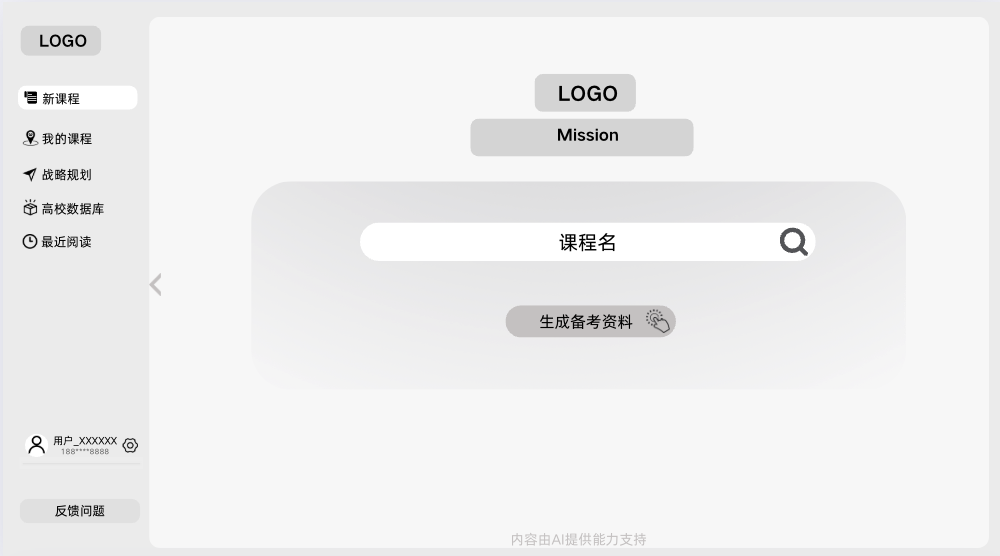 LOGO
新课程
我的课程
战略规划
高校数据库
最近阅读
用户_XXXXXX
188****8888
反馈问题
LOGO
Mission
课程名
生成备考资料
内容由AI提供能力支持